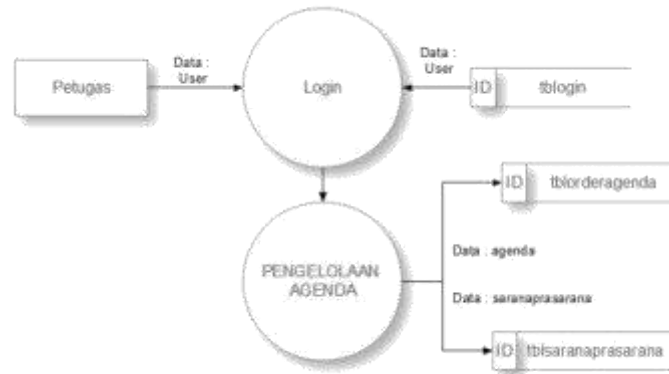 Data :
User
Data :
User
Petugas
Login
ID
tblogin
ID
tblorderagenda
PENGELOLAAN
AGENDA
Data : agenda
Data : saranaprasarana
ID
tblsaranaprasarana